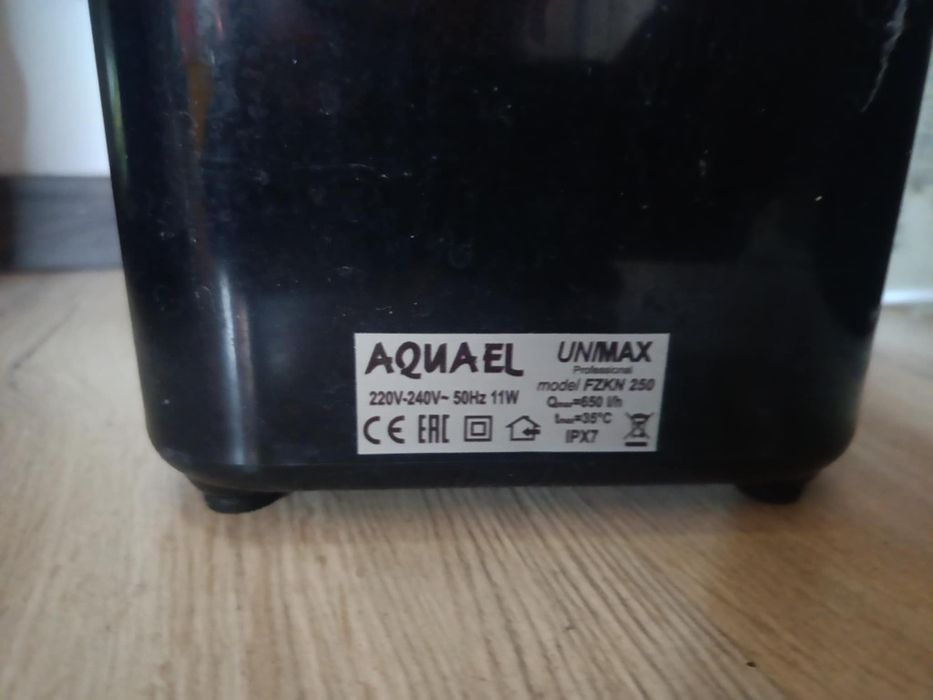 AQUAEL
220V-240V~ 50Hz 11W
CE EAC
UNIMAX
Professional
model FZKN 250
Qmax=650 l/h
tmax=35°C
IPX7